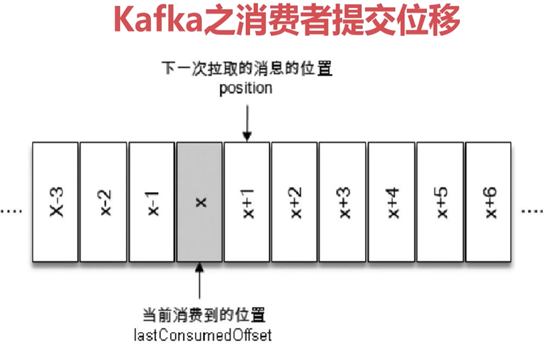 Kafka之消费者提交位移
下一次拉取的消息的位置
position
....
X-3
x-2
x-1
x
x+1
x+2
x+3
x+4
x+5
x+6
....
当前消费到的位置
lastConsumedOffset